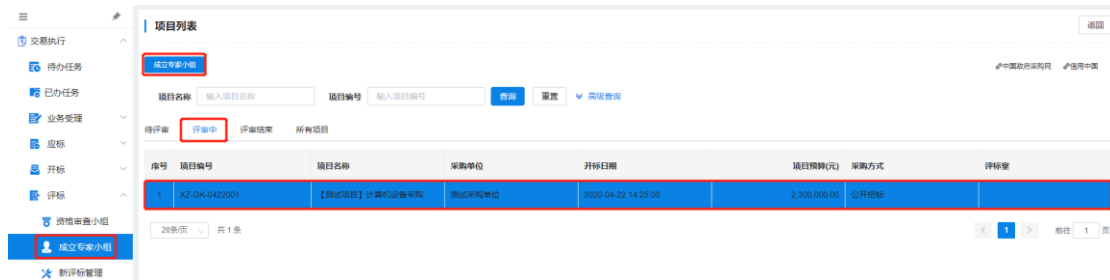 项目列表
返回
交易执行
待办任务
成立专家小组
中国政府采购网
信用中国
已办任务
项目名称
输入项目名称
项目编号
输入项目编号
查询
重置
高级查询
业务受理
待评审
评审中
评审结束
所有项目
应标
序号
项目编号
项目名称
采购单位
开标日期
项目预算(元)
采购方式
评标室
开标
1
XZ-GK-0422001
【测试项目】计算机设备采购
测试采购单位
2020-04-22 14:25:00
2,300,000.00
公开招标
评标
资格审查小组
20条/页
共 1 条
1
前往
1
页
成立专家小组
新评标管理